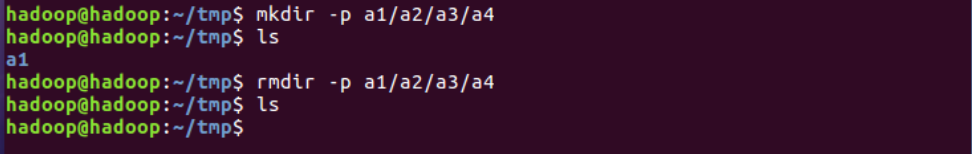 hadoop@hadoop:~/tmp$ mkdir -p a1/a2/a3/a4
hadoop@hadoop:~/tmp$ ls
a1
hadoop@hadoop:~/tmp$ rmdir -p a1/a2/a3/a4
hadoop@hadoop:~/tmp$ ls
hadoop@hadoop:~/tmp$